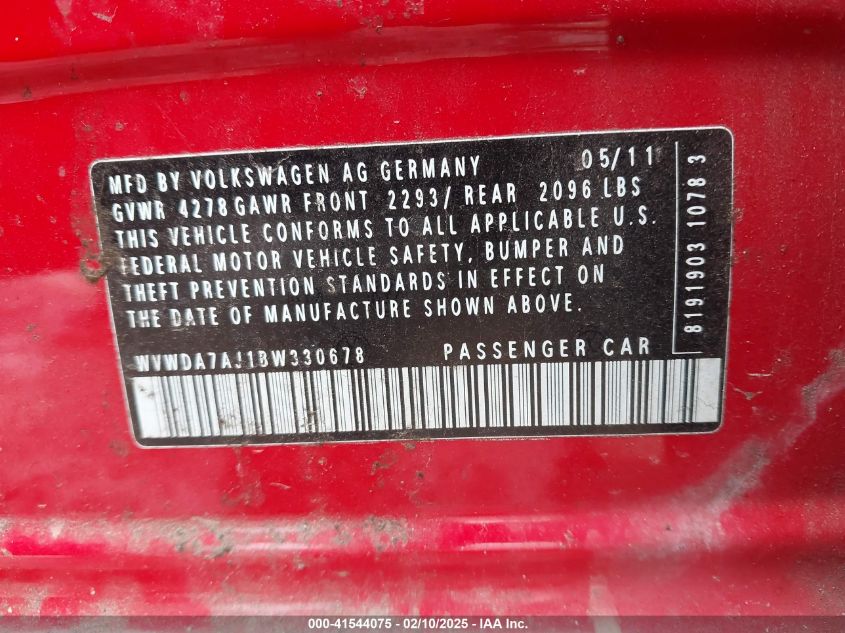 MFD BY VOLKSWAGEN AG GERMANY 05/11
GVWR 4278 GAWR FRONT 2293/ REAR 2096 LBS
THIS VEHICLE CONFORMS TO ALL APPLICABLE U.S.
FEDERAL MOTOR VEHICLE SAFETY, BUMPER AND
THEFT PREVENTION STANDARDS IN EFFECT ON
THE DATE OF MANUFACTURE SHOWN ABOVE.
WVWDA7AJ1BW330678 PASSENGER CAR
8191903 1078 3
000-41544075 - 02/10/2025 - IAA, Inc.